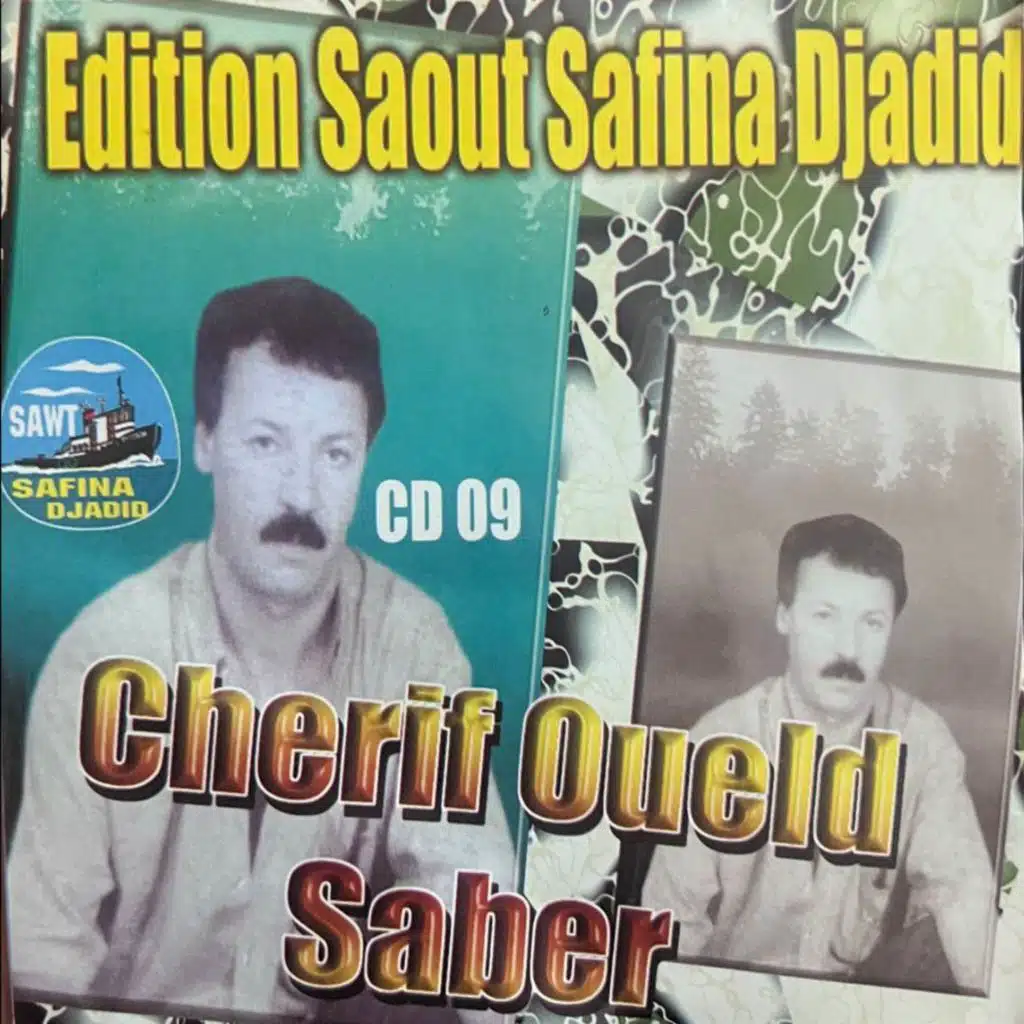 Edition Saout Safina Djadid
SAWT
SAFINA
DJADID
CD 09
Cherif Oueld
Saber